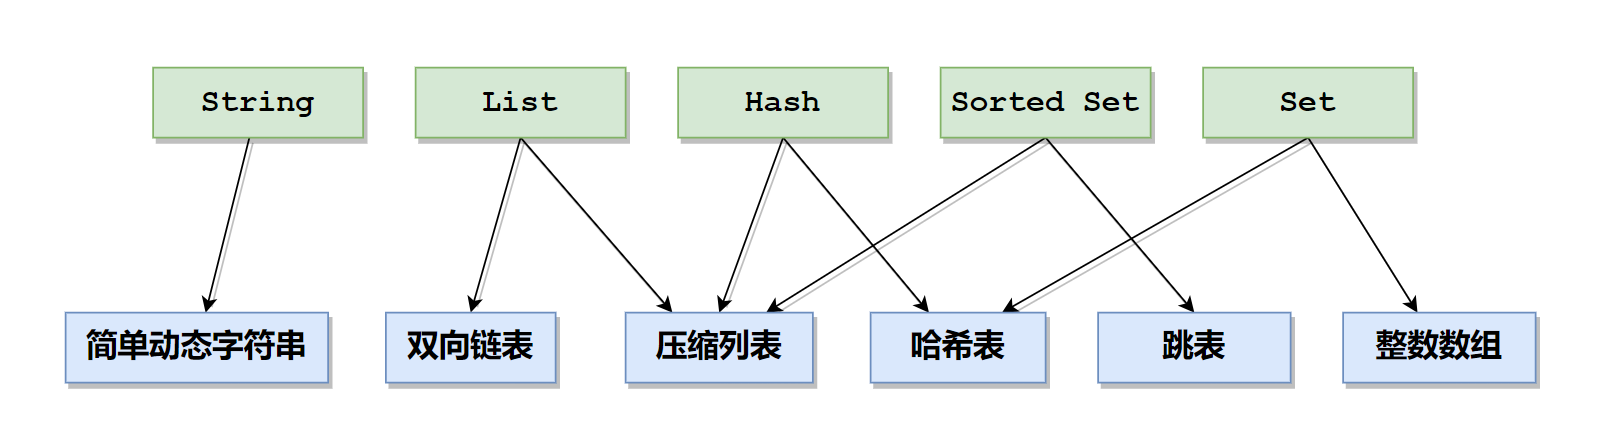 String
List
Hash
Sorted Set
Set
简单动态字符串
双向链表
压缩列表
哈希表
跳表
整数数组